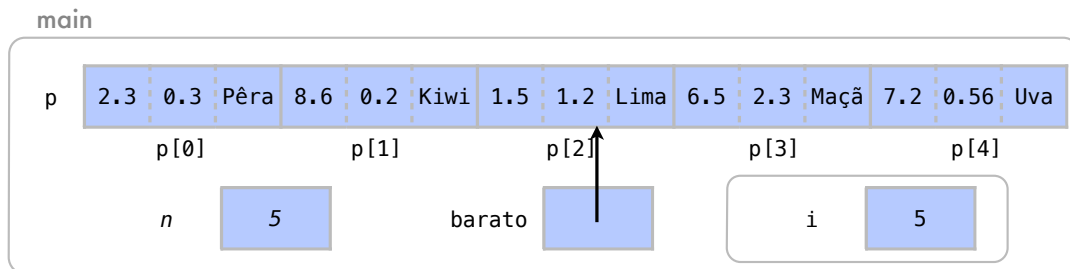 main
p 2.3 0.3 Pêra 8.6 0.2 Kiwi 1.5 1.2 Lima 6.5 2.3 Maçã 7.2 0.56 Uva
p[0] p[1] p[2] p[3] p[4]
n 5 barato i 5